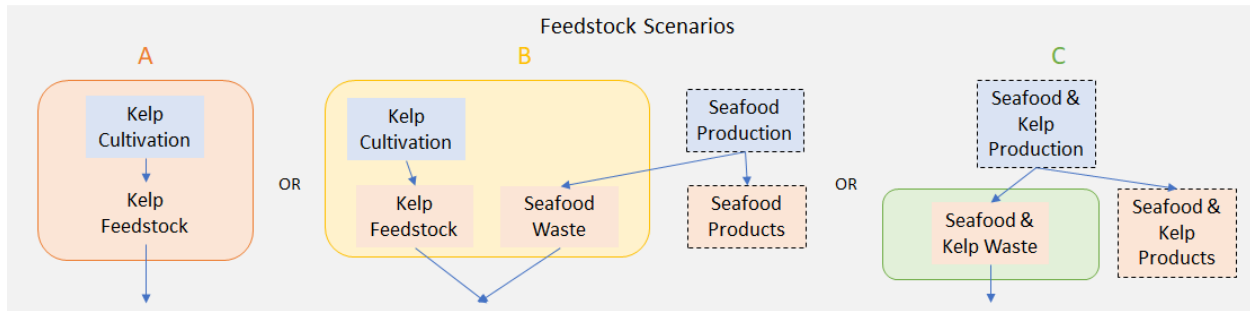 Feedstock Scenarios
A
Kelp
Cultivation
Kelp
Feedstock
OR
B
Kelp
Cultivation
Kelp
Feedstock
Seafood
Waste
Seafood
Production
Seafood
Products
OR
C
Seafood &
Kelp
Production
Seafood &
Kelp Waste
Seafood &
Kelp
Products